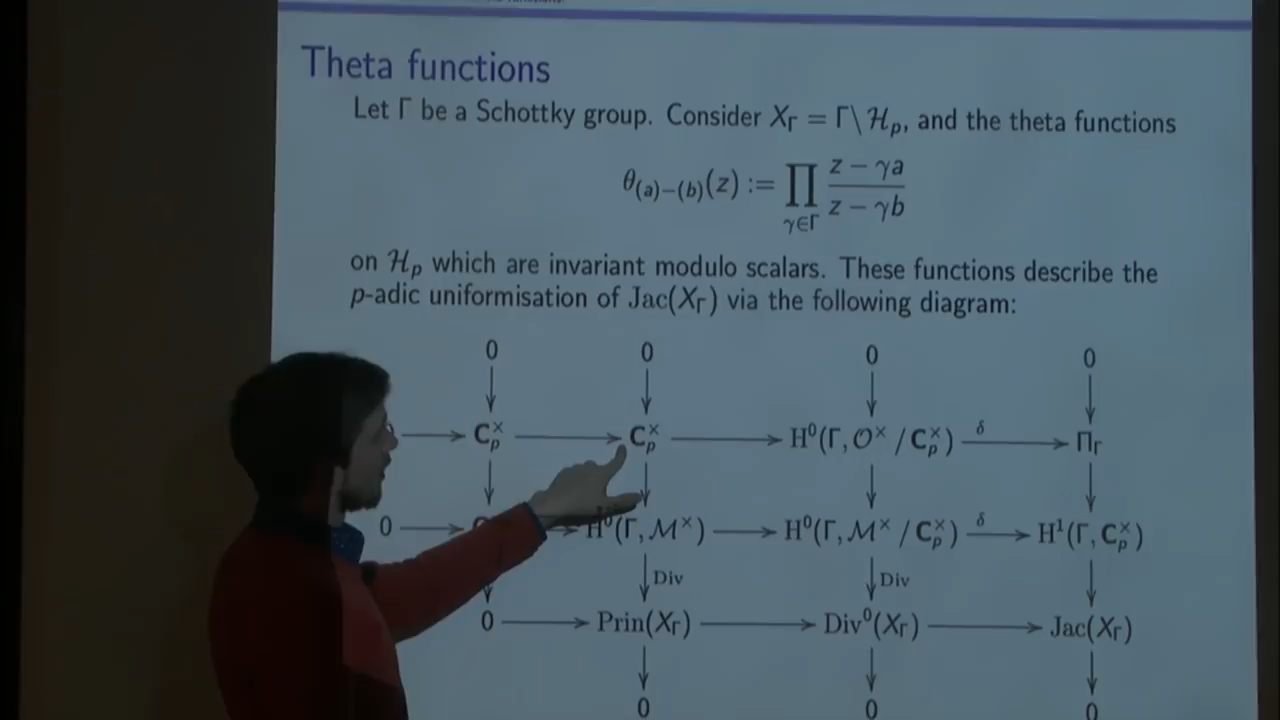 Theta functions
Let Γ be a Schottky group. Consider X_Γ = Γ\ℋ_p, and the theta functions
θ_{(a)−(b)}(z) := ∏_{γ∈Γ} (z − γa)/(z − γb)
on ℋ_p which are invariant modulo scalars. These functions describe the
p-adic uniformisation of Jac(X_Γ) via the following diagram:
0 0 0 0
C_p^× C_p^× H^0(Γ, O^×/C_p^×) δ Π_Γ
0 H^0(Γ, M^×) H^0(Γ, M^×/C_p^×) δ H^1(Γ, C_p^×)
Div Div
0 Prin(X_Γ) Div^0(X_Γ) Jac(X_Γ)
0 0 0